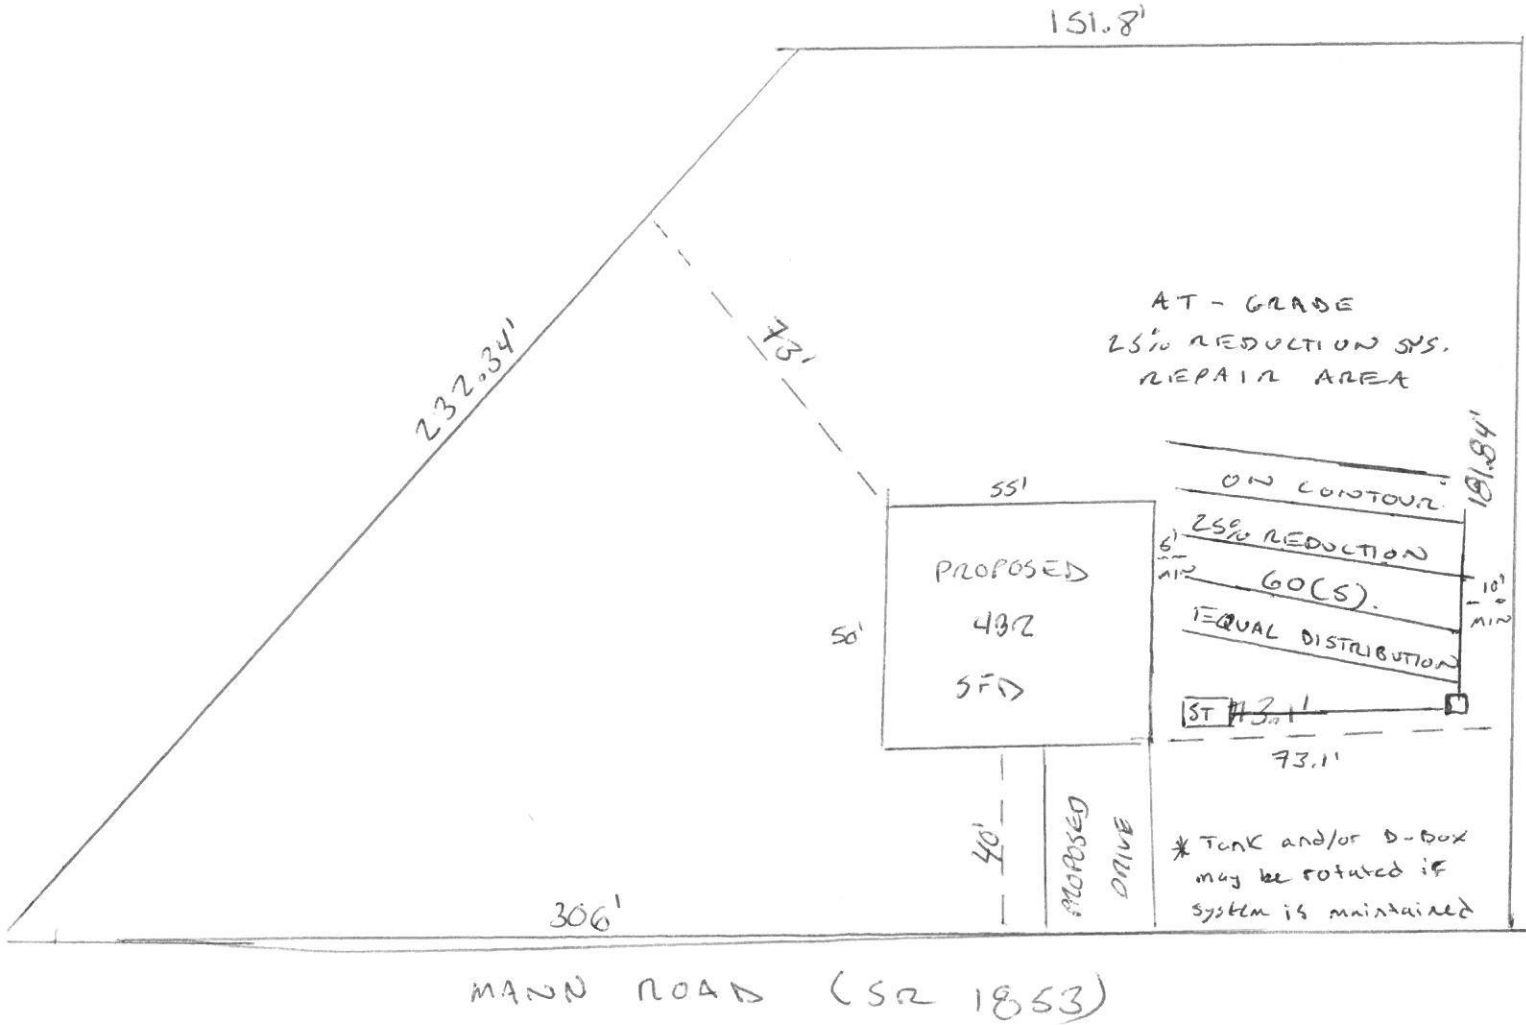 151.8'
232.34'
73'
AT - GRADE
25% REDUCTION SYS.
REPAIR AREA
181.84'
55'
50'
PROPOSED
4BR
SFD
ON CONTOUR.
25% REDUCTION
60(S).
EQUAL DISTRIBUTION
6'
MIN
10'
MIN
ST
73.1'
73.1'
40'
PROPOSED
DRIVE
* Tank and/or D-Box
may be rotated if
system is maintained
306'
MANN ROAD (SR 1853)